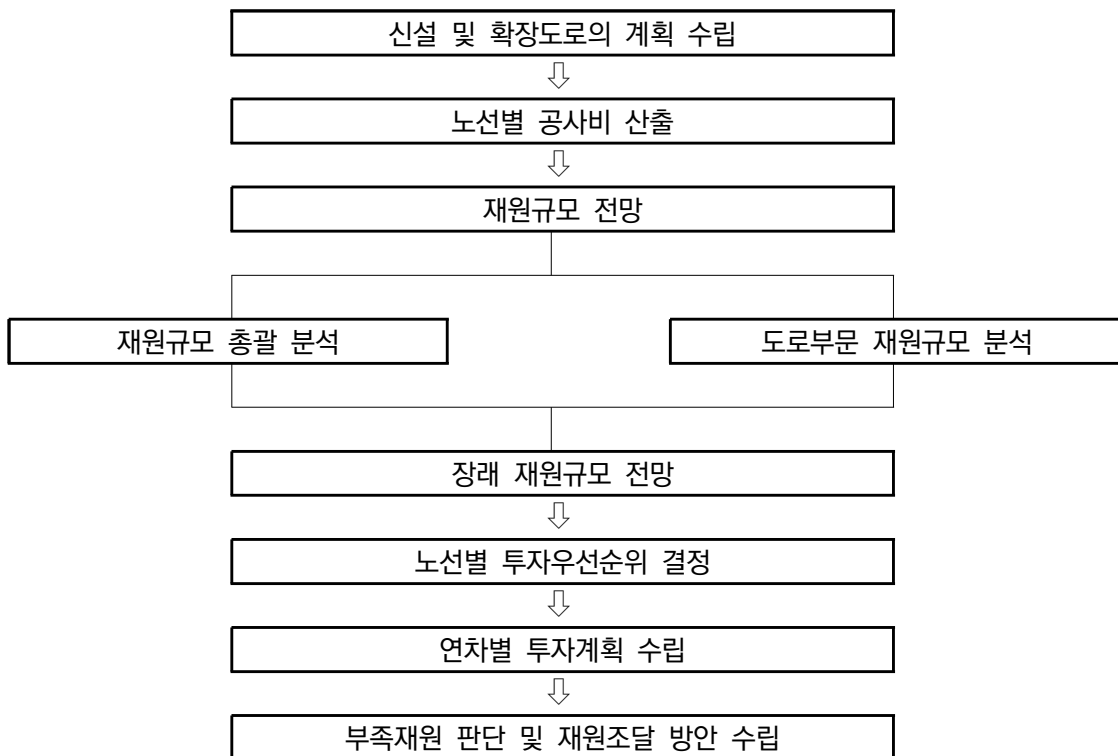 신설 및 확장도로의 계획 수립
노선별 공사비 산출
재원규모 전망
재원규모 총괄 분석
도로부문 재원규모 분석
장래 재원규모 전망
노선별 투자우선순위 결정
연차별 투자계획 수립
부족재원 판단 및 재원조달 방안 수립